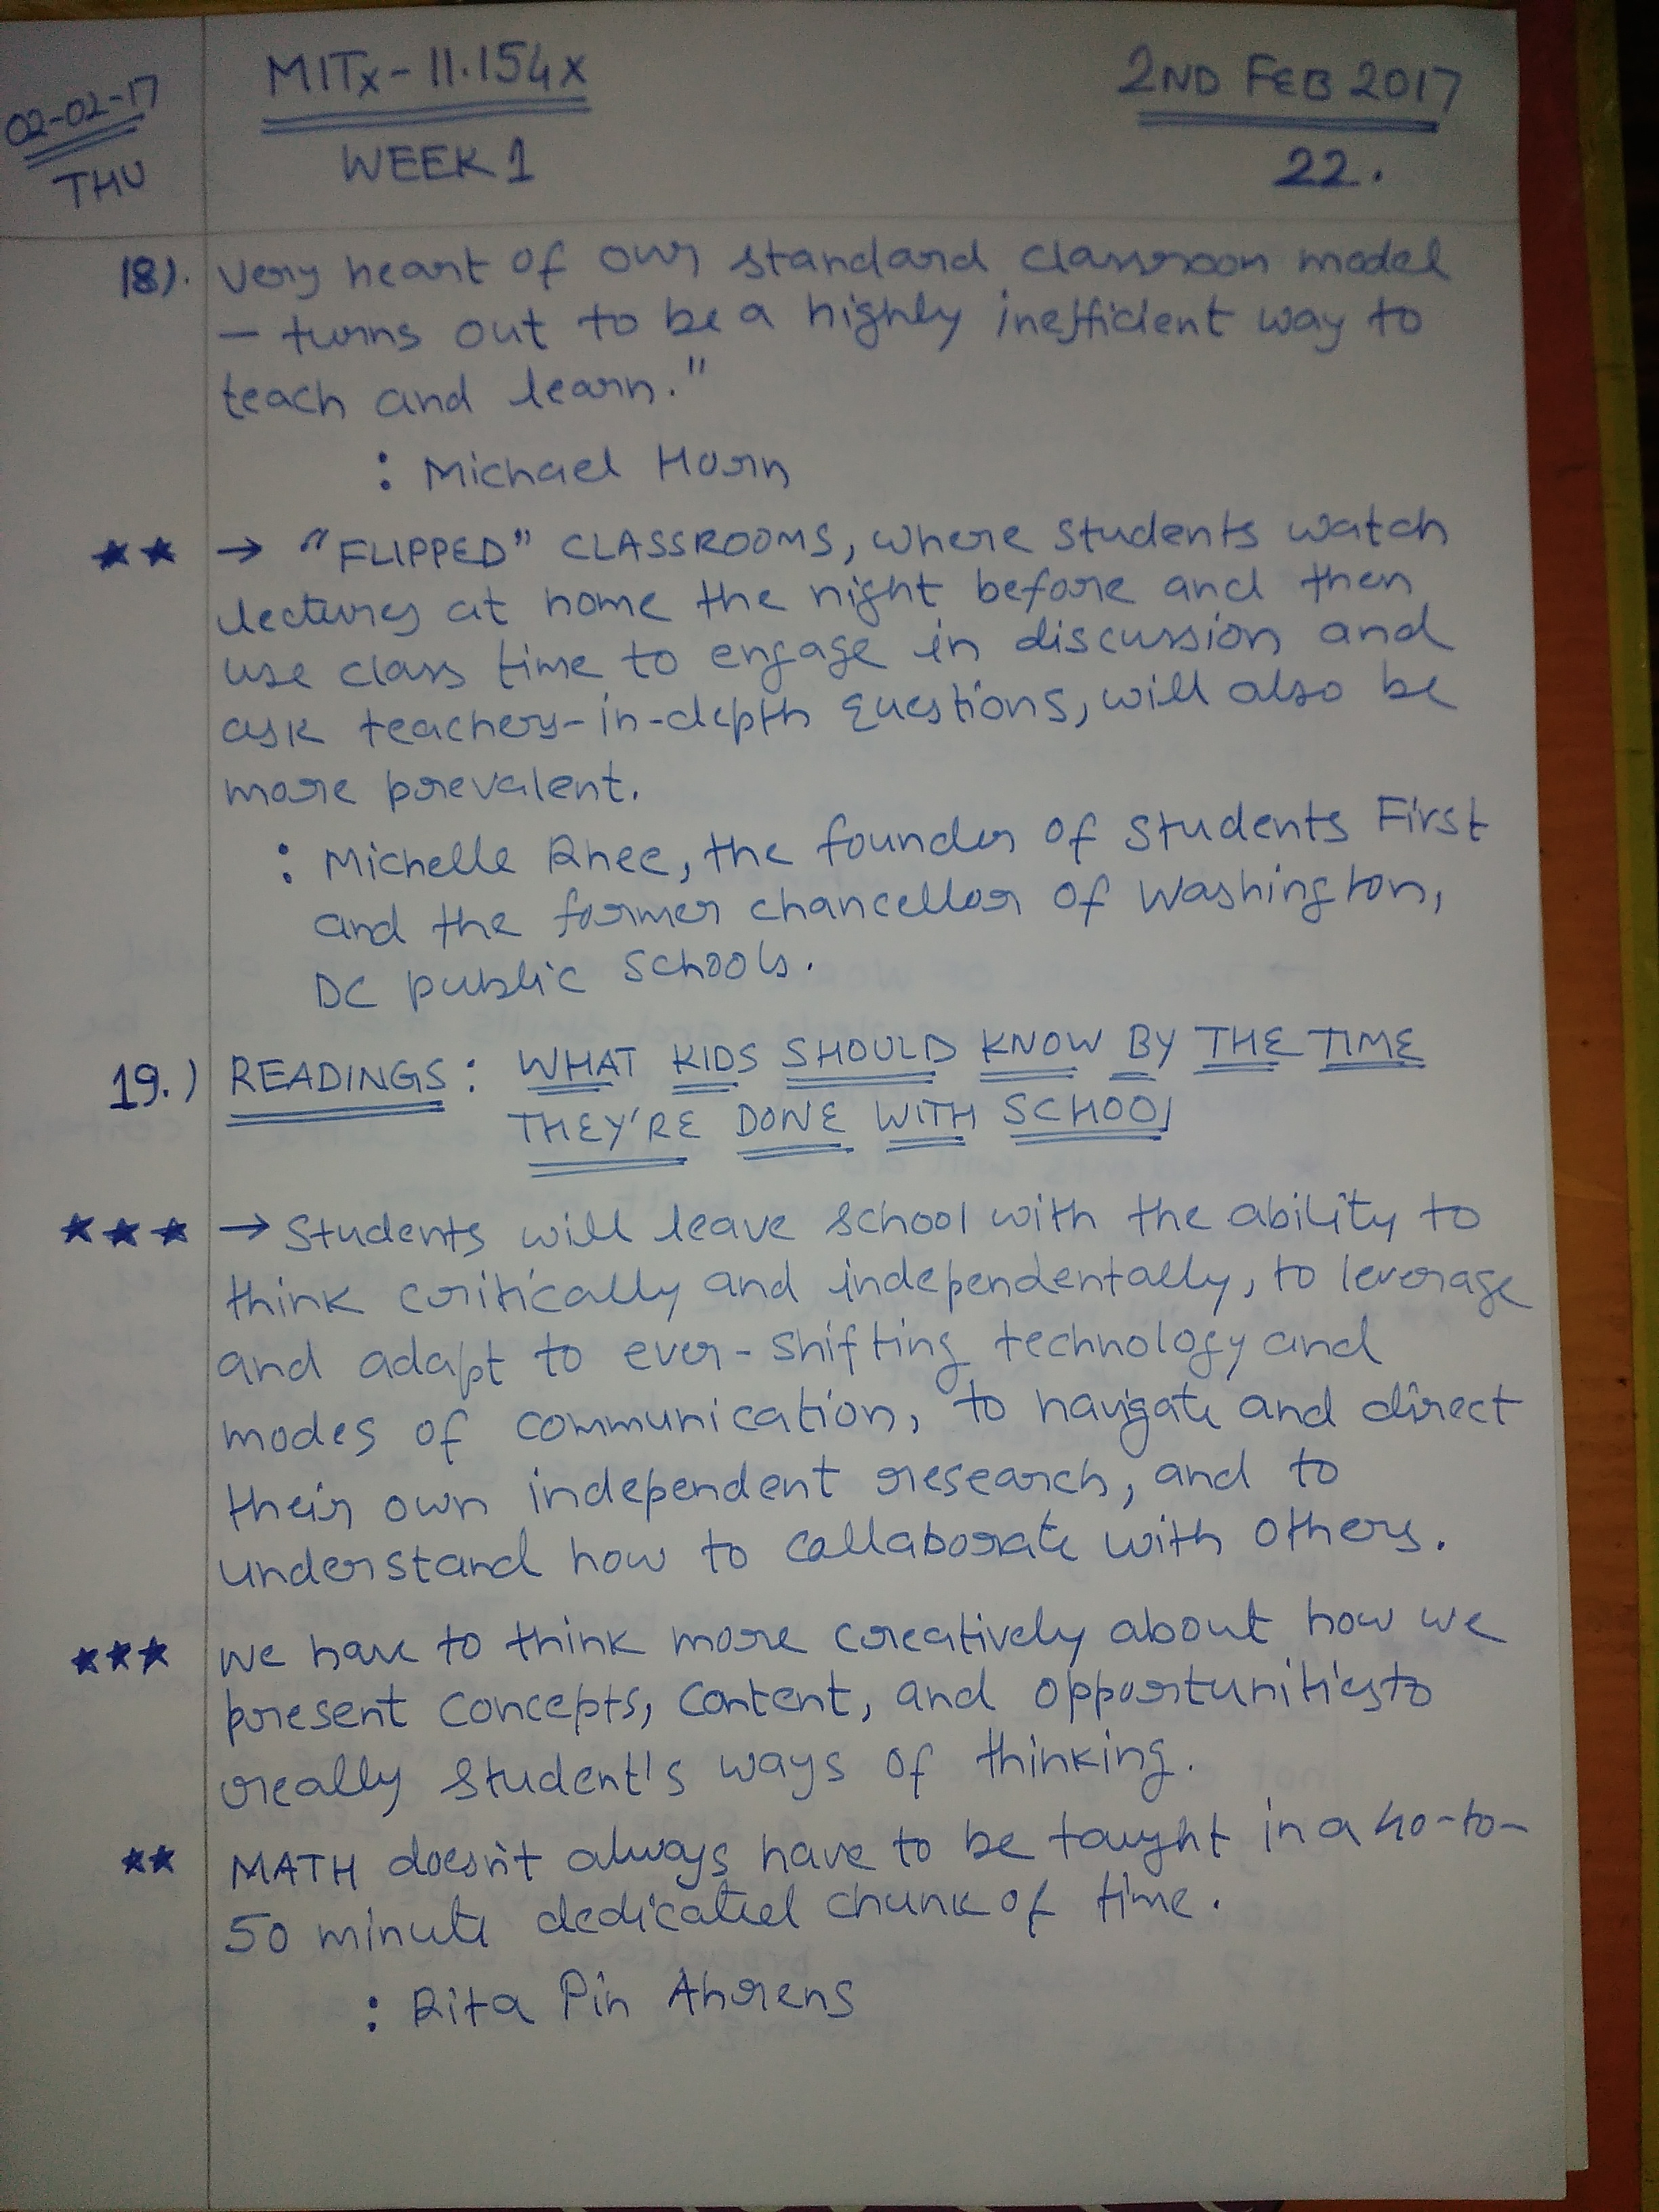 02-02-17
THU
MITx-11.154x
WEEK 1
2ND FEB 2017
22.
18). very heart of our standard classroom model
— turns out to be a highly inefficient way to
teach and learn."
: Michael Horn
★★ → "FLIPPED" CLASSROOMS, where students watch
lectures at home the night before and then
use class time to engage in discussion and
ask teachers-in-depth questions, will also be
more prevalent.
: Michelle Rhee, the founder of Students First
and the former chancellor of Washington,
DC public schools.
19.) READINGS: WHAT KIDS SHOULD KNOW BY THE TIME
THEY'RE DONE WITH SCHOOL
★★★ → Students will leave school with the ability to
think critically and independentally, to leverage
and adapt to ever-shifting technology and
modes of communication, to navigate and direct
their own independent research, and to
understand how to collaborate with others.
★★★ we have to think more creatively about how we
present concepts, content, and opportunities to
really student's ways of thinking.
★★ MATH doesn't always have to be taught in a 40-to-
50 minute dedicated chunk of time.
: Rita Pin Ahrens